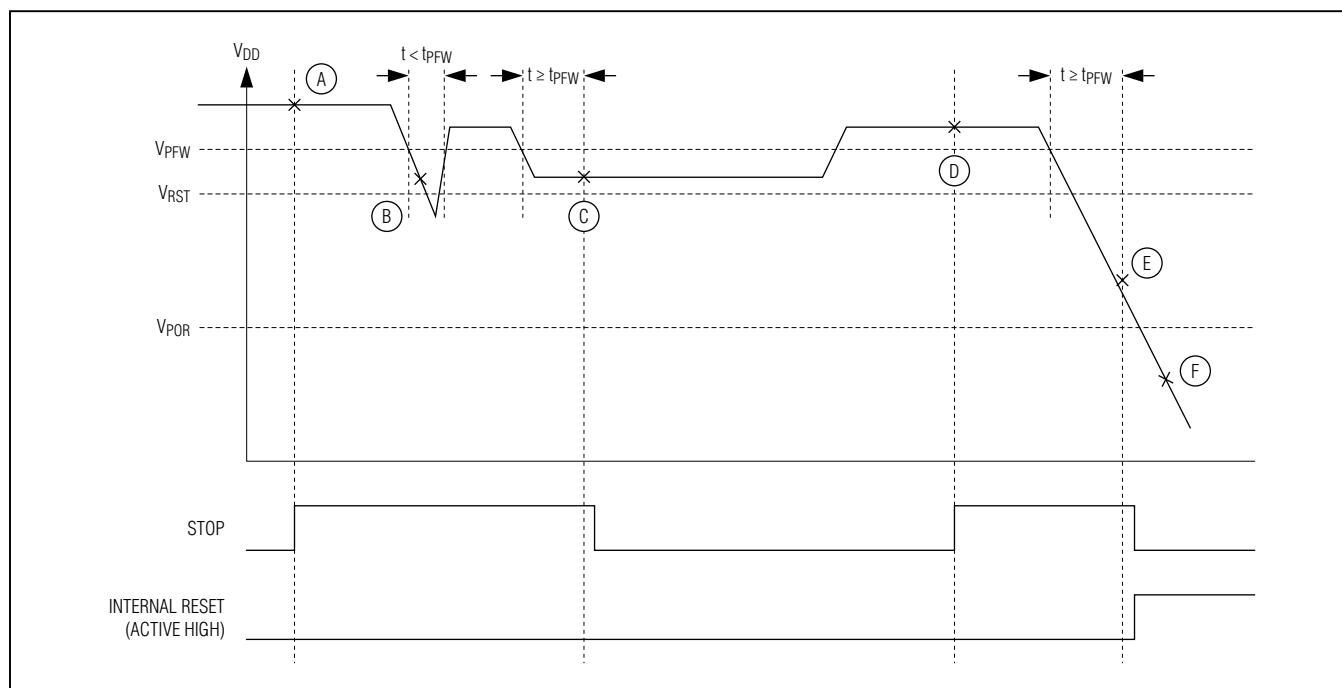 VDD
A
t < tPFW
t ≥ tPFW
t ≥ tPFW
VPFW
VRST
B
C
D
E
VPOR
F
STOP
INTERNAL RESET
(ACTIVE HIGH)